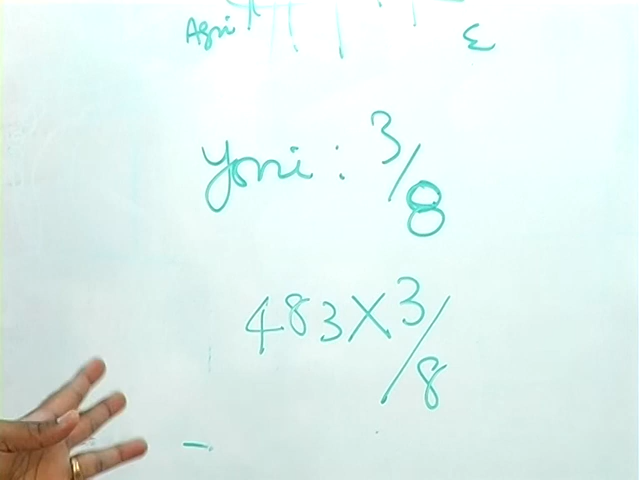 Agni Σ
Yoni : 3/8
483 X 3/8